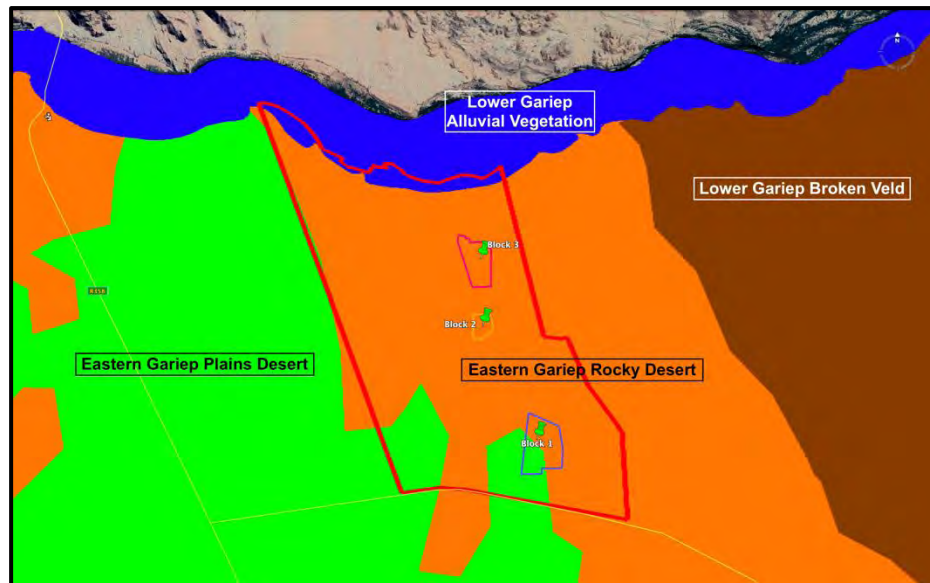 N
Lower Gariep
Alluvial Vegetation
Lower Gariep Broken Veld
Block 3
Block 2
Eastern Gariep Plains Desert
Eastern Gariep Rocky Desert
Block 1